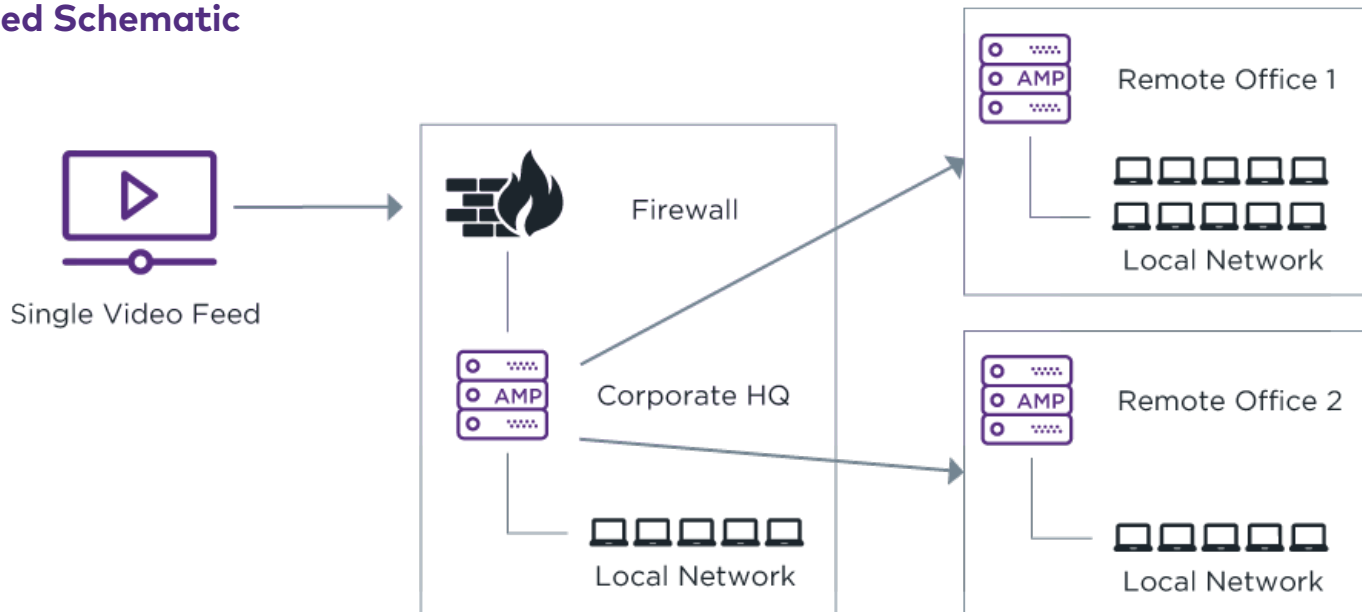 ed Schematic
Single Video Feed
Firewall
AMP
Corporate HQ
Local Network
AMP
Remote Office 1
Local Network
AMP
Remote Office 2
Local Network